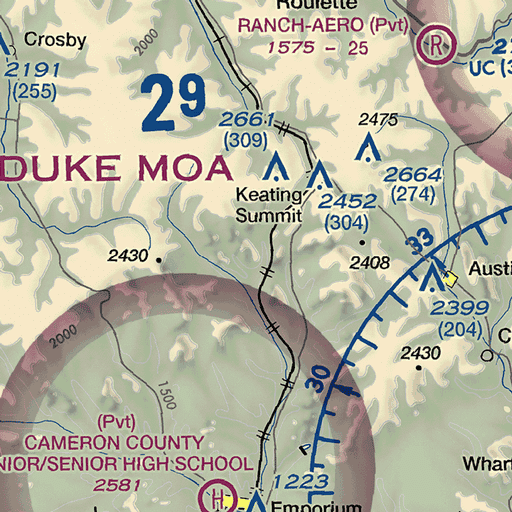 Roulette
RANCH-AERO (Pvt)
1575 - 25
R
UC
Crosby
2191
(255)
2000
29
2661
(309)
2475
DUKE MOA
2664
(274)
Keating
Summit
2452
(304)
2430
2408
33
Austi
2399
(204)
2000
2430
C
30
1500
(Pvt)
CAMERON COUNTY
NIOR/SENIOR HIGH SCHOOL
2581
H
1223
Emporium
Whart